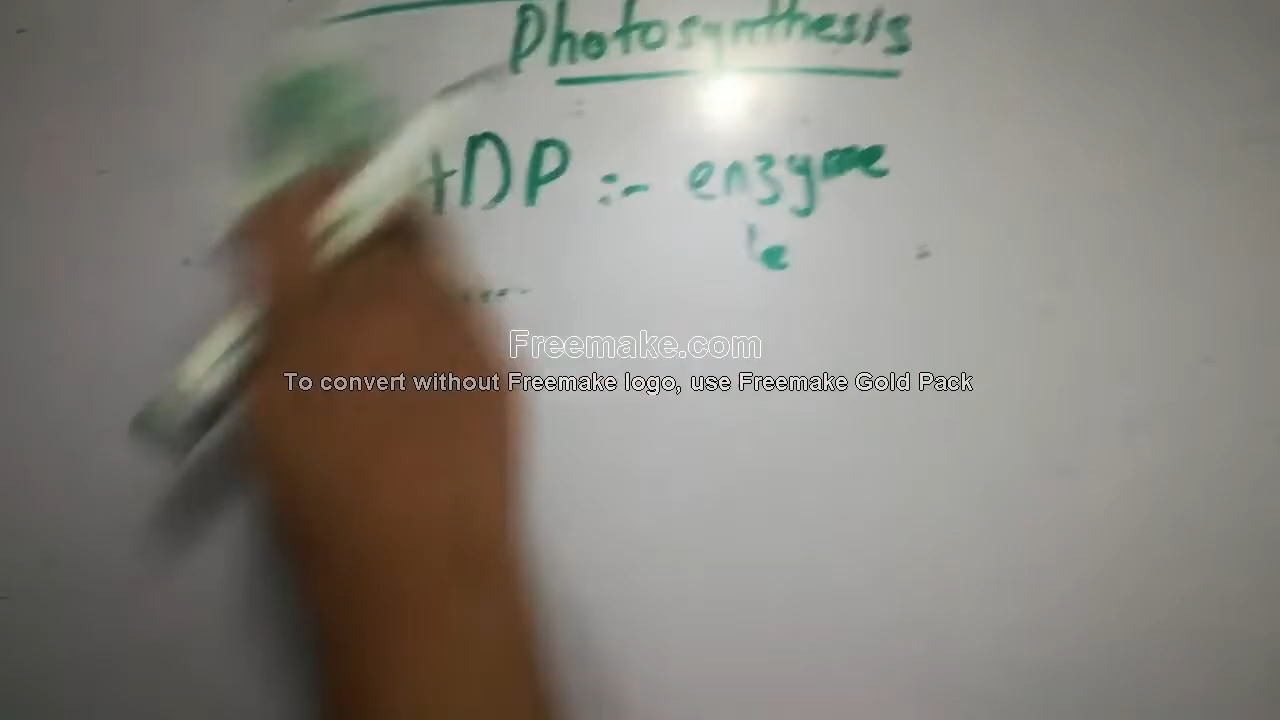 Photosynthesis
DP :- enzyme
Freemake.com
To convert without Freemake logo, use Freemake Gold Pack